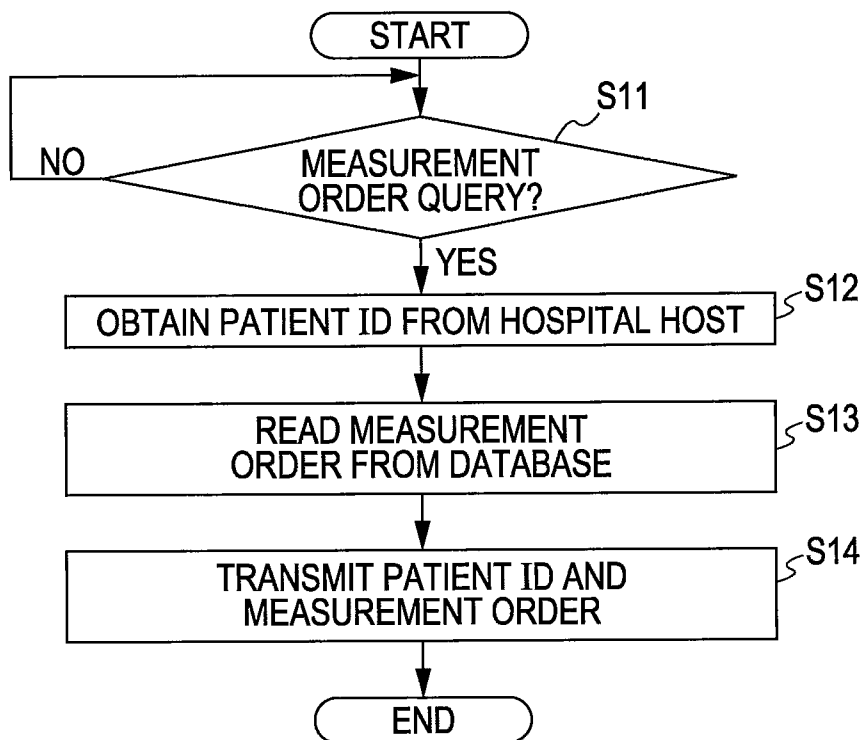 START
S11
NO
MEASUREMENT
ORDER QUERY?
YES
S12
OBTAIN PATIENT ID FROM HOSPITAL HOST
S13
READ MEASUREMENT
ORDER FROM DATABASE
S14
TRANSMIT PATIENT ID AND
MEASUREMENT ORDER
END